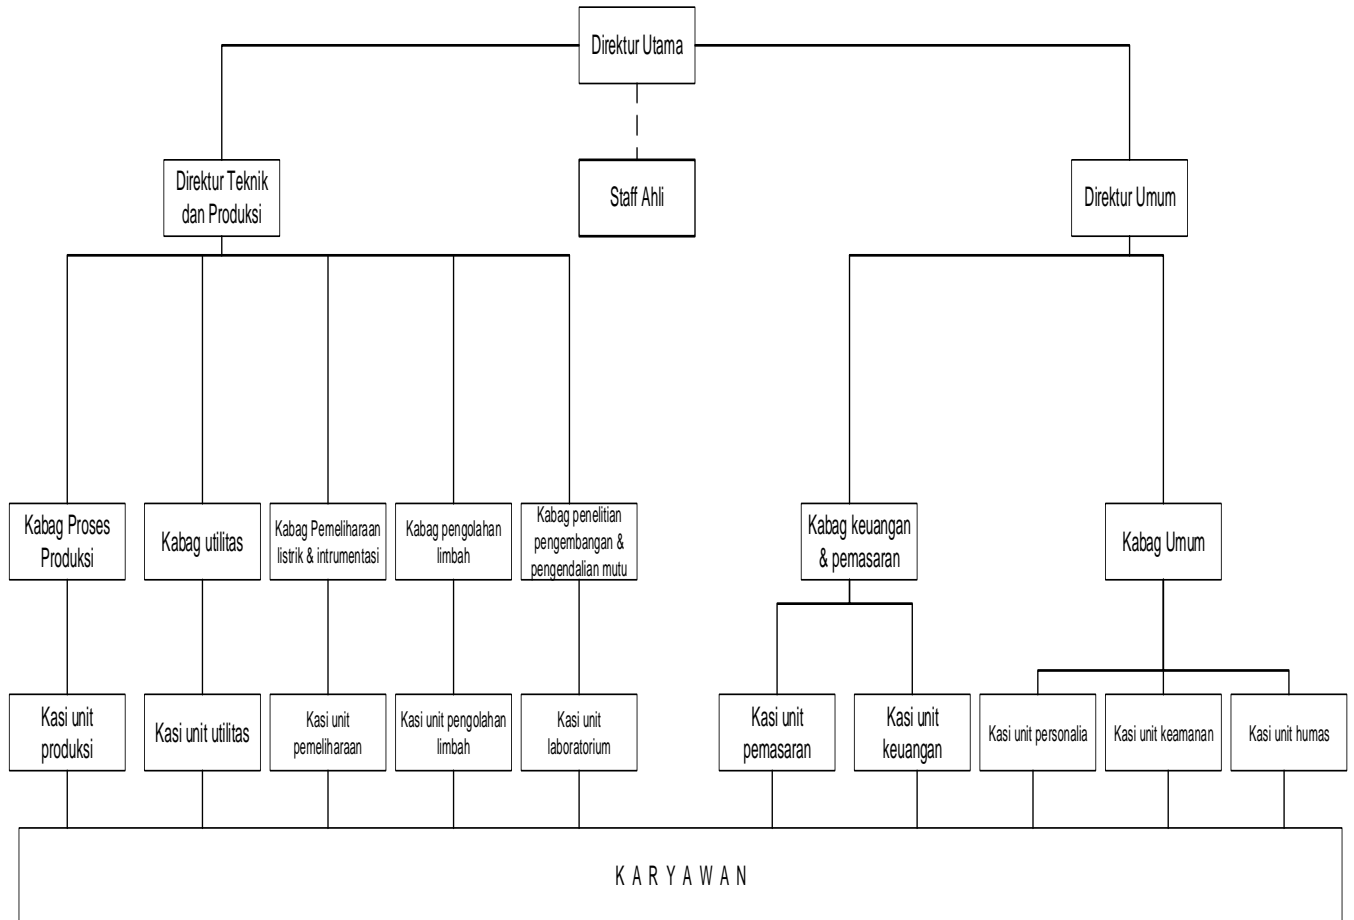 Direktur Utama
Direktur Teknik
dan Produksi
Staff Ahli
Direktur Umum
Kabag Proses
Produksi
Kabag utilitas
Kabag Pemeliharaan
listrik & intrumentasi
Kabag pengolahan
limbah
Kabag penelitian
pengembangan &
pengendalian mutu
Kabag keuangan
& pemasaran
Kabag Umum
Kasi unit
produksi
Kasi unit utilitas
Kasi unit
pemeliharaan
Kasi unit pengolahan
limbah
Kasi unit
laboratorium
Kasi unit
pemasaran
Kasi unit
keuangan
Kasi unit personalia
Kasi unit keamanan
Kasi unit humas
K A R Y A W A N